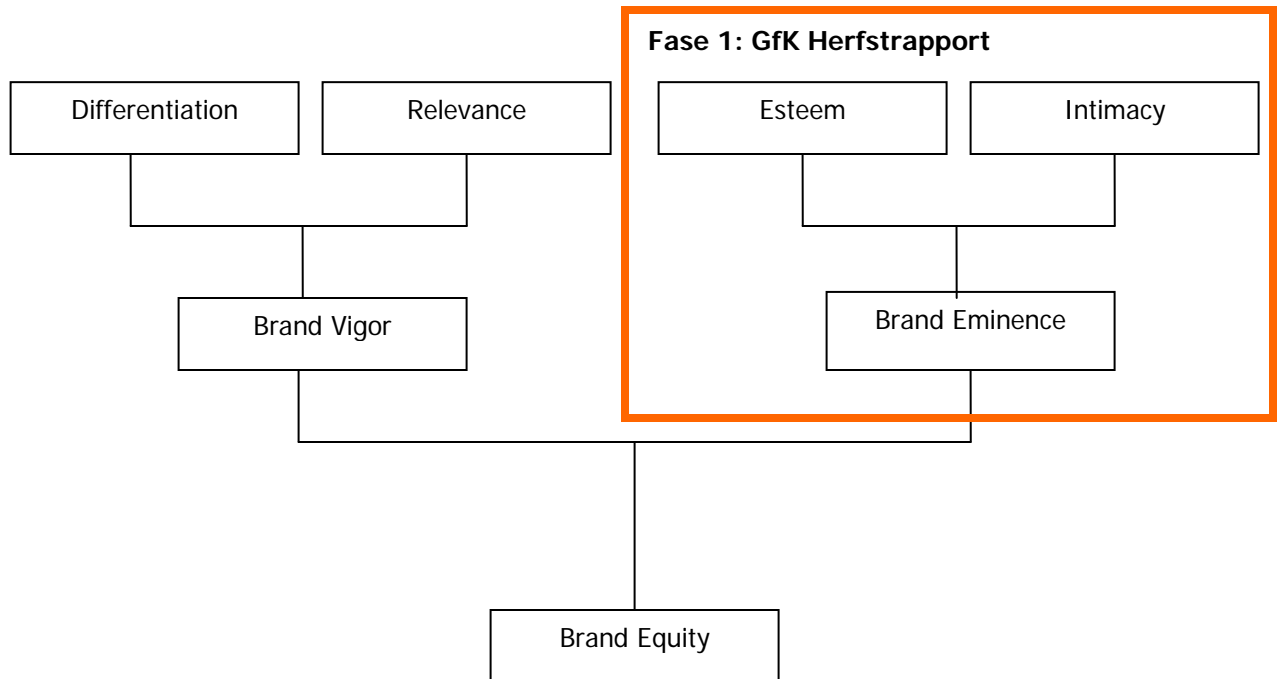 Fase 1: GfK Herfstrapport
Differentiation
Relevance
Esteem
Intimacy
Brand Vigor
Brand Eminence
Brand Equity